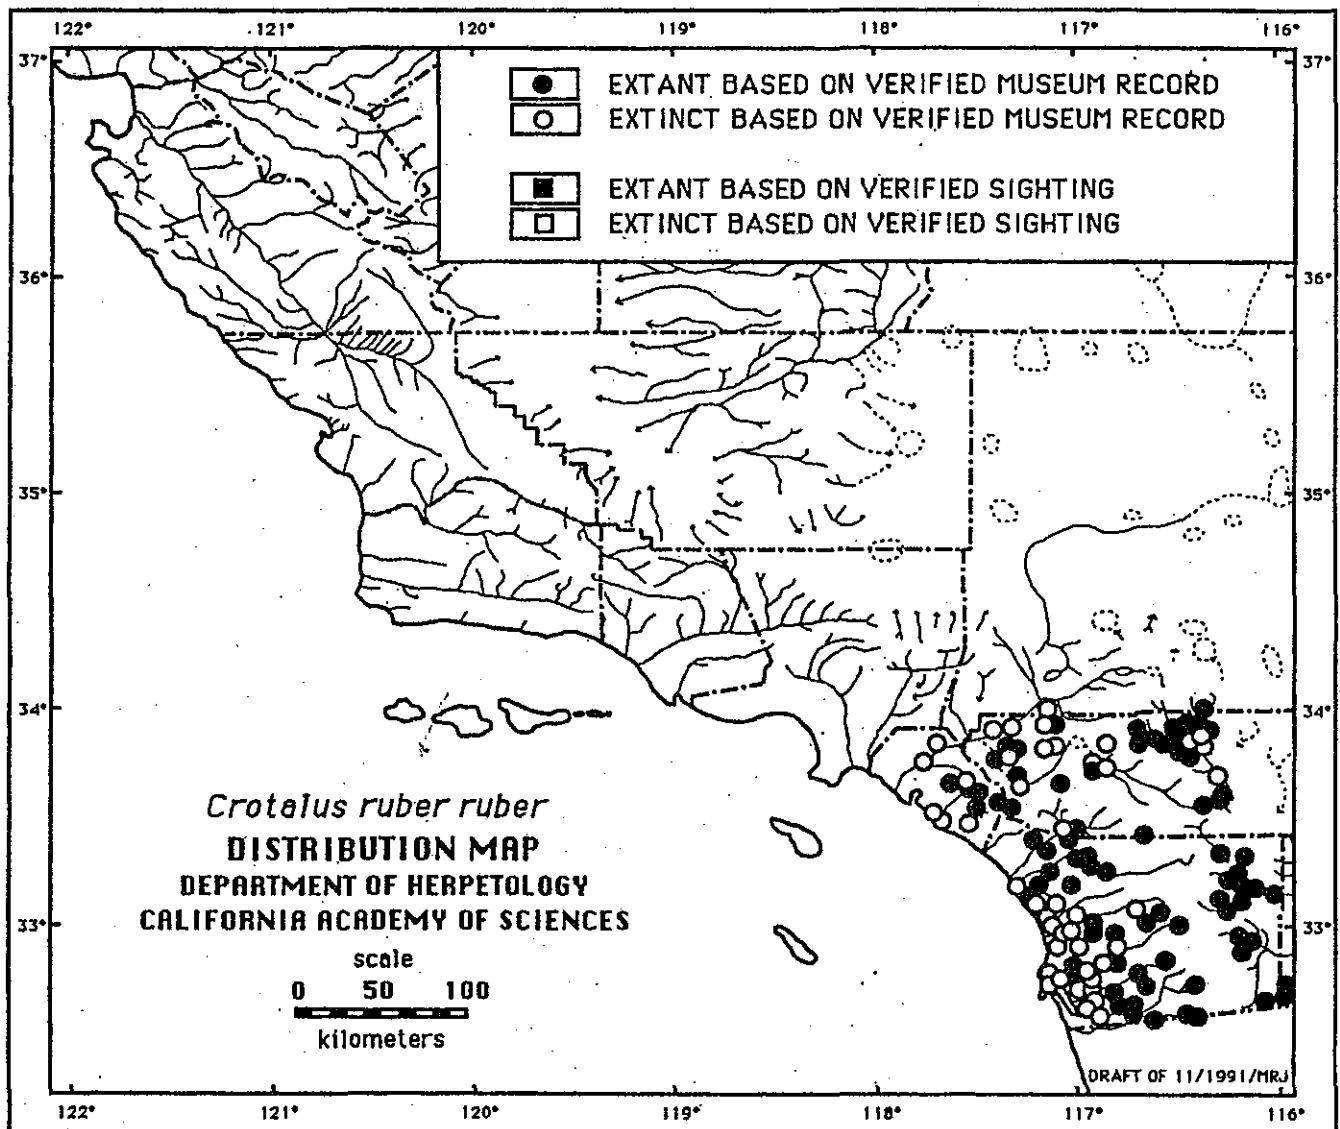 122° 121° 120° 119° 118° 117° 116°
37° 37°
EXTANT BASED ON VERIFIED MUSEUM RECORD
EXTINCT BASED ON VERIFIED MUSEUM RECORD
EXTANT BASED ON VERIFIED SIGHTING
EXTINCT BASED ON VERIFIED SIGHTING
36° 36°
35° 35°
34° 34°
Crotalus ruber ruber
DISTRIBUTION MAP
DEPARTMENT OF HERPETOLOGY
CALIFORNIA ACADEMY OF SCIENCES
33° 33°
scale
0 50 100
kilometers
DRAFT OF 11/1991/MRJ
122° 121° 120° 119° 118° 117° 116°